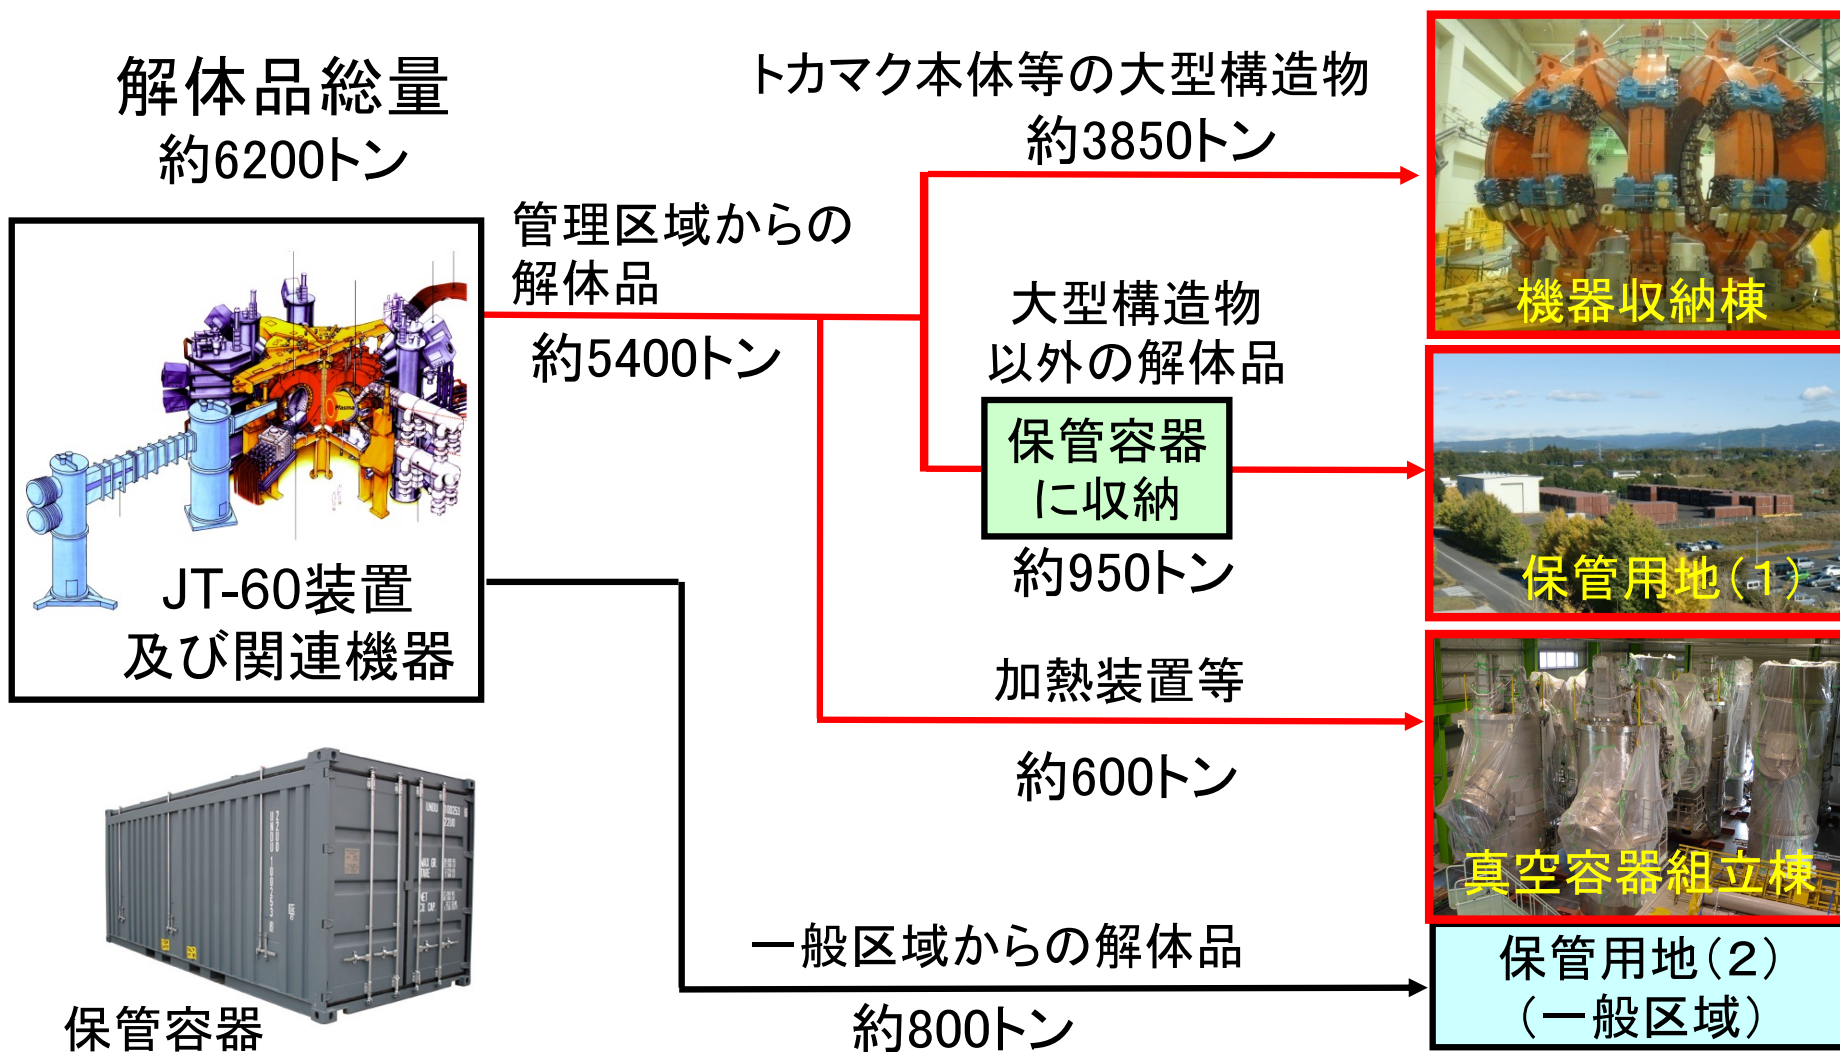 解体品総量
約6200トン
トカマク本体等の大型構造物
約3850トン
機器収納棟
管理区域からの
解体品
約5400トン
大型構造物
以外の解体品
保管容器
に収納
約950トン
保管用地(1)
Plasma
JT-60装置
及び関連機器
加熱装置等
約600トン
真空容器組立棟
一般区域からの解体品
約800トン
保管用地(2)
(一般区域)
保管容器